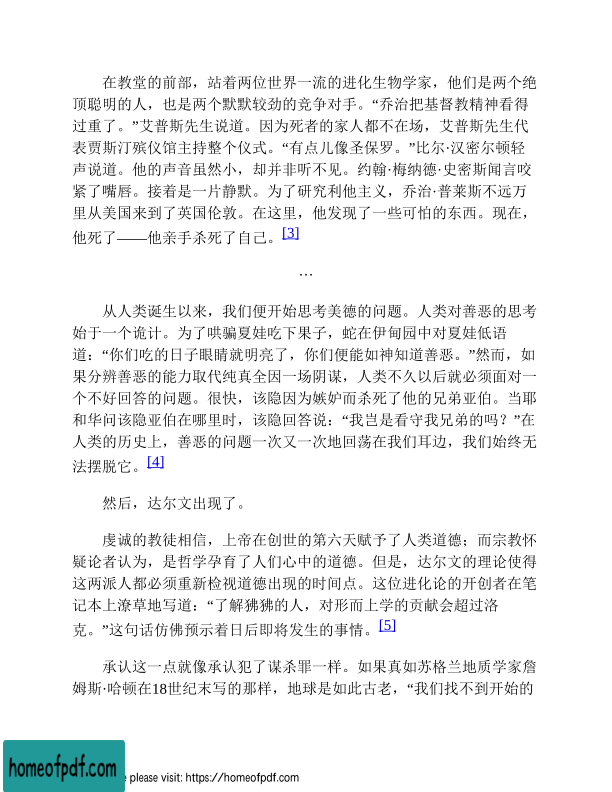 在教堂的前部，站着两位世界一流的进化生物学家，他们是两个绝
顶聪明的人，也是两个默默较劲的竞争对手。“乔治把基督教精神看得
过重了。”艾普斯先生说道。因为死者的家人都不在场，艾普斯先生代
表贾斯汀殡仪馆主持整个仪式。“有点儿像圣保罗。”比尔·汉密尔顿轻
声说道。他的声音虽然小，却并非听不见。约翰·梅纳德·史密斯闻言咬
紧了嘴唇。接着是一片静默。为了研究利他主义，乔治·普莱斯不远万
里从美国来到了英国伦敦。在这里，他发现了一些可怕的东西。现在，
他死了——他亲手杀死了自己。[3]
…
从人类诞生以来，我们便开始思考美德的问题。人类对善恶的思考
始于一个诡计。为了哄骗夏娃吃下果子，蛇在伊甸园中对夏娃低语
道：“你们吃的日子眼睛就明亮了，你们便能如神知道善恶。”然而，如
果分辨善恶的能力取代纯真全因一场阴谋，人类不久以后就必须面对一
个不好回答的问题。很快，该隐因为嫉妒而杀死了他的兄弟亚伯。当耶
和华问该隐亚伯在哪里时，该隐回答说：“我岂是看守我兄弟的吗？”在
人类的历史上，善恶的问题一次又一次地回荡在我们耳边，我们始终无
法摆脱它。[4]
然后，达尔文出现了。
虔诚的教徒相信，上帝在创世的第六天赋予了人类道德；而宗教怀
疑论者认为，是哲学孕育了人们心中的道德。但是，达尔文的理论使得
这两派人都必须重新检视道德出现的时间点。这位进化论的开创者在笔
记本上潦草地写道：“了解狒狒的人，对形而上学的贡献会超过洛
克。”这句话仿佛预示着日后即将发生的事情。[5]
承认这一点就像承认犯了谋杀罪一样。如果真如苏格兰地质学家詹
姆斯·哈顿在18世纪末写的那样，地球是如此古老，“我们找不到开始的
homeofpdf.com
e please visit: https://homeofpdf.com